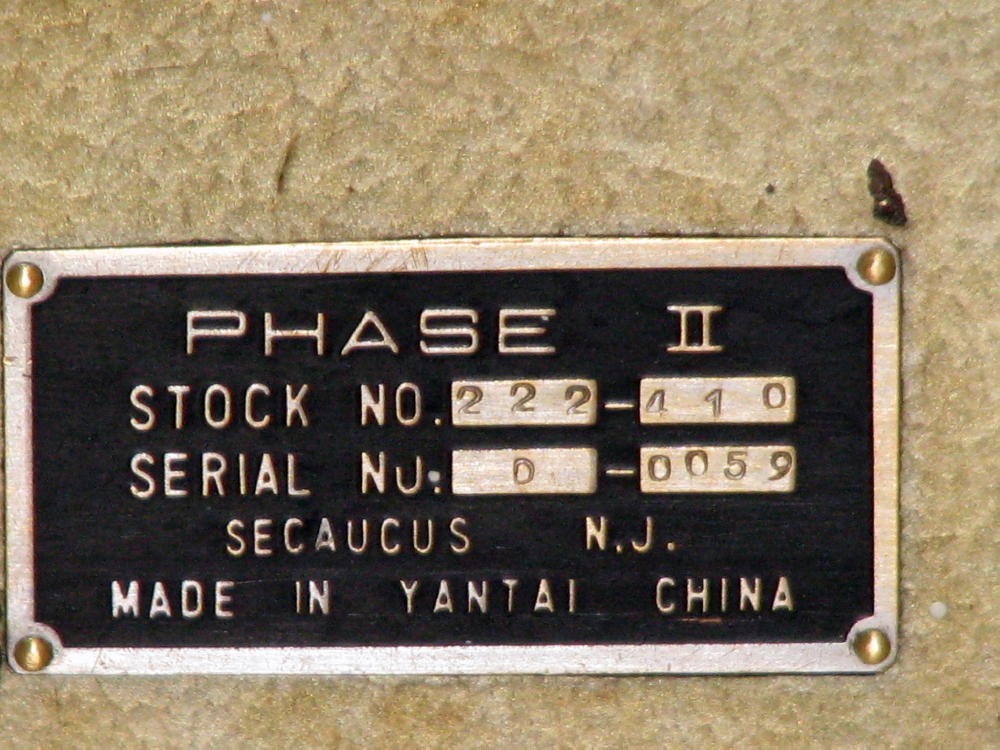 PHASE II
STOCK NO. 222-410
SERIAL NO. D-0059
SECAUCUS N.J.
MADE IN YANTAI CHINA